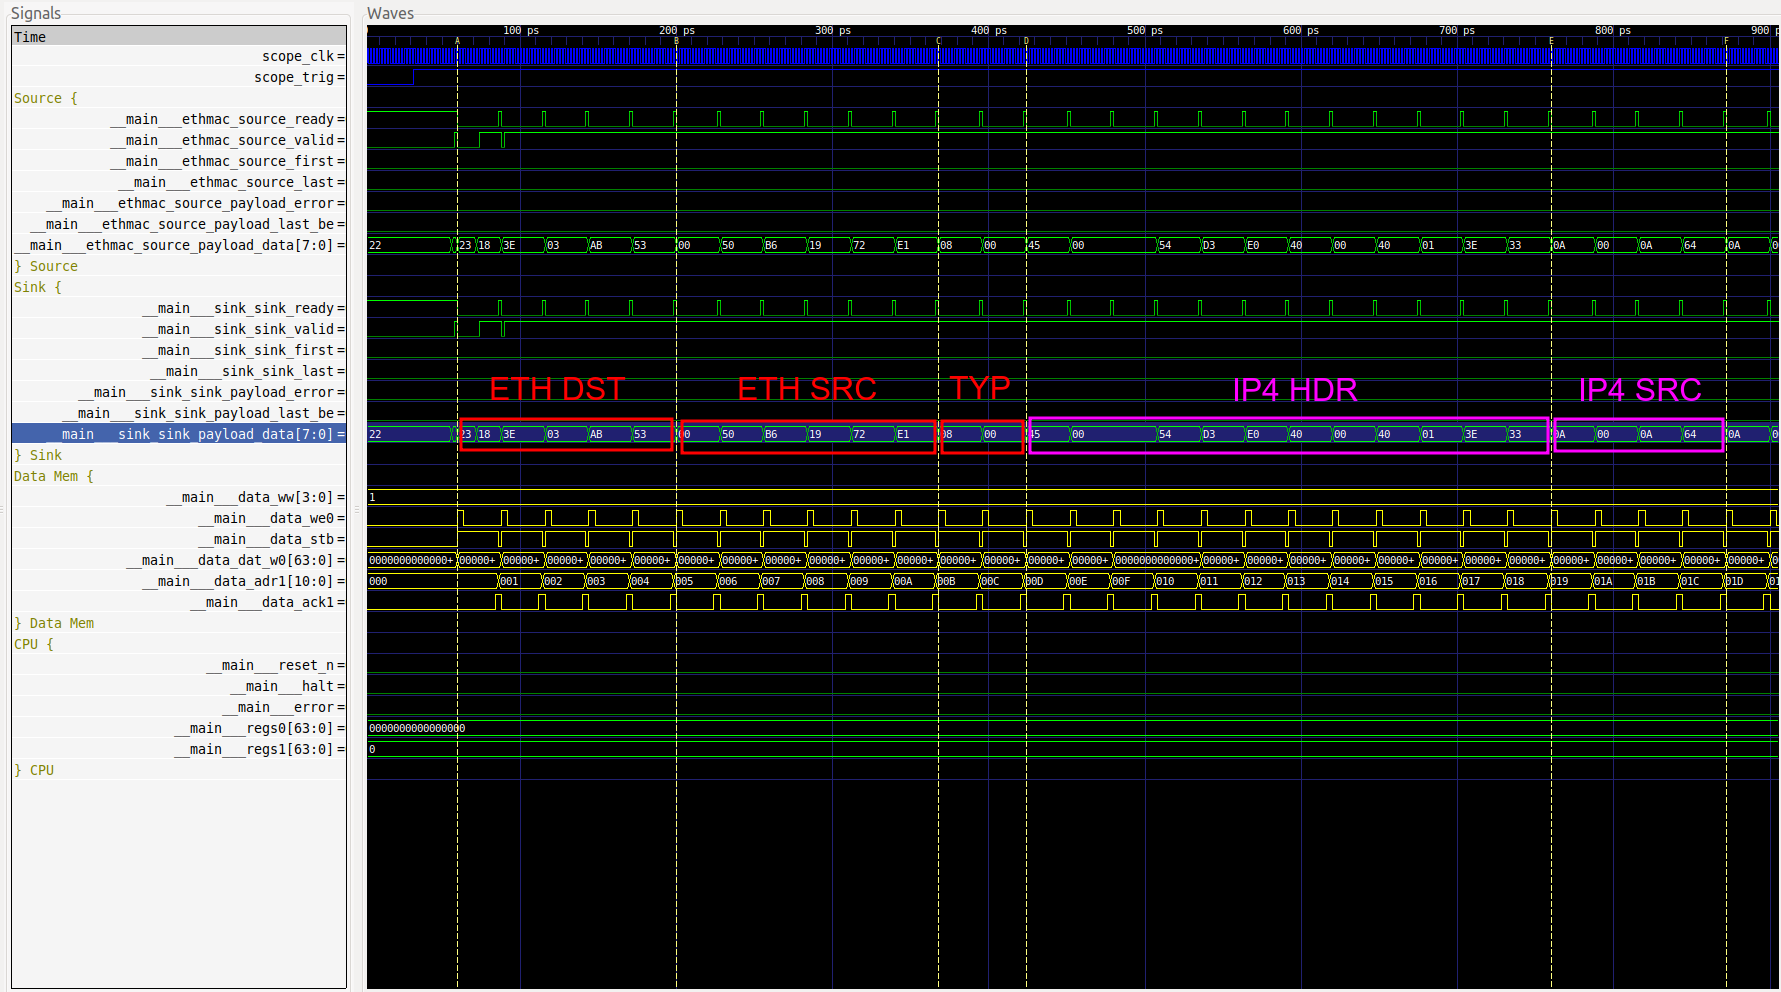 Signals
Waves
Time
100 ps 200 ps 300 ps 400 ps 500 ps 600 ps 700 ps 800 ps 900 p
A B C D E F
scope_clk =
scope_trig =
Source {
__main___ethmac_source_ready =
__main___ethmac_source_valid =
__main___ethmac_source_first =
__main___ethmac_source_last =
__main___ethmac_source_payload_error =
__main___ethmac_source_payload_last_be =
__main___ethmac_source_payload_data[7:0] = 22 23 18 3E 03 AB 53 00 50 B6 19 72 E1 08 00 45 00 54 D3 E0 40 00 40 01 3E 33 0A 00 0A 64 0A 0
} Source
Sink {
__main___sink_sink_ready =
__main___sink_sink_valid =
__main___sink_sink_first =
__main___sink_sink_last =
__main___sink_sink_payload_error =
ETH DST ETH SRC TYP IP4 HDR IP4 SRC
__main___sink_sink_payload_last_be =
__main___sink_sink_payload_data[7:0] = 22 23 18 3E 03 AB 53 00 50 B6 19 72 E1 08 00 45 00 54 D3 E0 40 00 40 01 3E 33 0A 00 0A 64 0A 0
} Sink
Data Mem {
__main___data_ww[3:0] = 1
__main___data_we0 =
__main___data_stb =
__main___data_dat_w0[63:0] = 0000000000000+ 00000+ 00000+ 00000+ 00000+ 00000+ 00000+ 00000+ 00000+ 00000+ 00000+ 00000+ 00000+ 00000+ 00000+ 00000+ 0000000000000+ 00000+ 00000+ 00000+ 00000+ 00000+ 00000+ 00000+ 00000+ 00000+ 00000+ 00000+ 00000+ 00000+
__main___data_adr1[10:0] = 000 001 002 003 004 005 006 007 008 009 00A 00B 00C 00D 00E 00F 010 011 012 013 014 015 016 017 018 019 01A 01B 01C 01D 01
__main___data_ack1 =
} Data Mem
CPU {
__main___reset_n =
__main___halt =
__main___error =
__main___regs0[63:0] = 0000000000000000
__main___regs1[63:0] = 0
} CPU